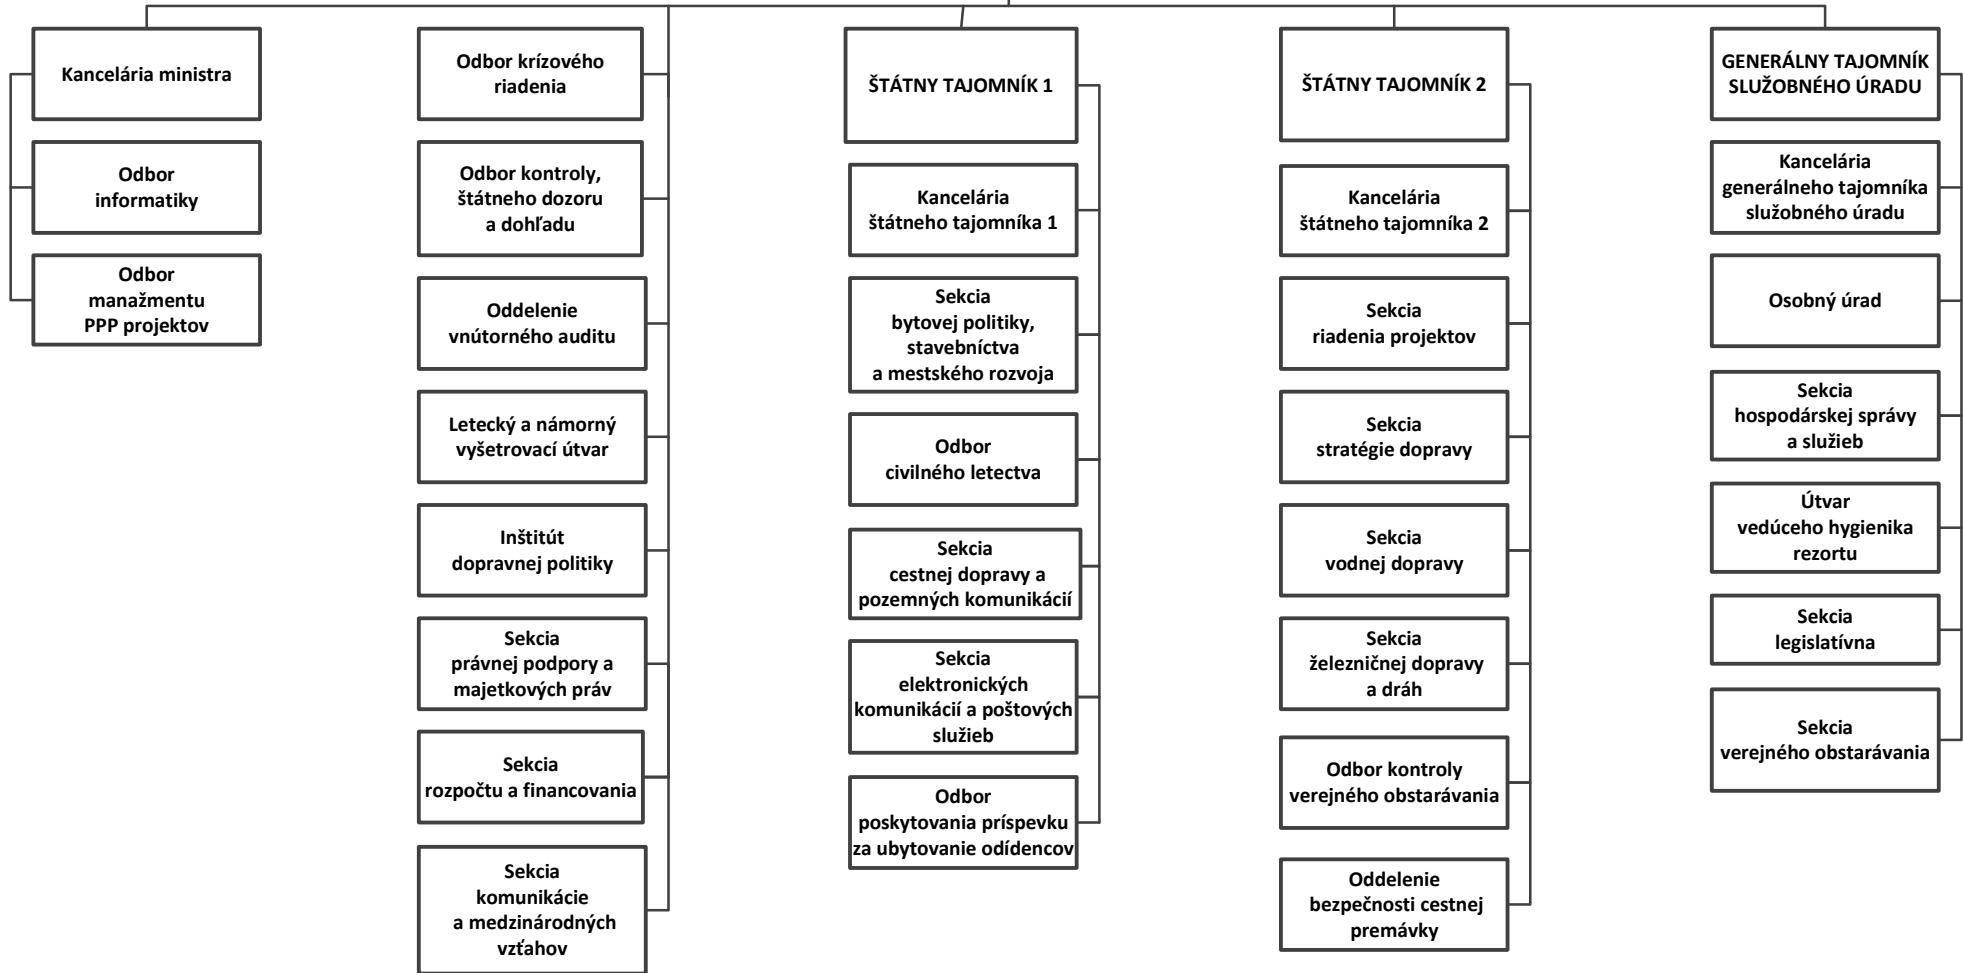 Kancelária ministra
Odbor
informatiky
Odbor
manažmentu
PPP projektov
Odbor krízového
riadenia
Odbor kontroly,
štátneho dozoru
a dohľadu
Oddelenie
vnútorného auditu
Letecký a námorný
vyšetrovací útvar
Inštitút
dopravnej politiky
Sekcia
právnej podpory a
majetkových práv
Sekcia
rozpočtu a financovania
Sekcia
komunikácie
a medzinárodných
vzťahov
ŠTÁTNY TAJOMNÍK 1
Kancelária
štátneho tajomníka 1
Sekcia
bytovej politiky,
stavebníctva
a mestského rozvoja
Odbor
civilného letectva
Sekcia
cestnej dopravy a
pozemných komunikácií
Sekcia
elektronických
komunikácií a poštových
služieb
Odbor
poskytovania príspevku
za ubytovanie odídencov
ŠTÁTNY TAJOMNÍK 2
Kancelária
štátneho tajomníka 2
Sekcia
riadenia projektov
Sekcia
stratégie dopravy
Sekcia
vodnej dopravy
Sekcia
železničnej dopravy
a dráh
Odbor kontroly
verejného obstarávania
Oddelenie
bezpečnosti cestnej
premávky
GENERÁLNY TAJOMNÍK
SLUŽOBNÉHO ÚRADU
Kancelária
generálneho tajomníka
služobného úradu
Osobný úrad
Sekcia
hospodárskej správy
a služieb
Útvar
vedúceho hygienika
rezortu
Sekcia
legislatívna
Sekcia
verejného obstarávania